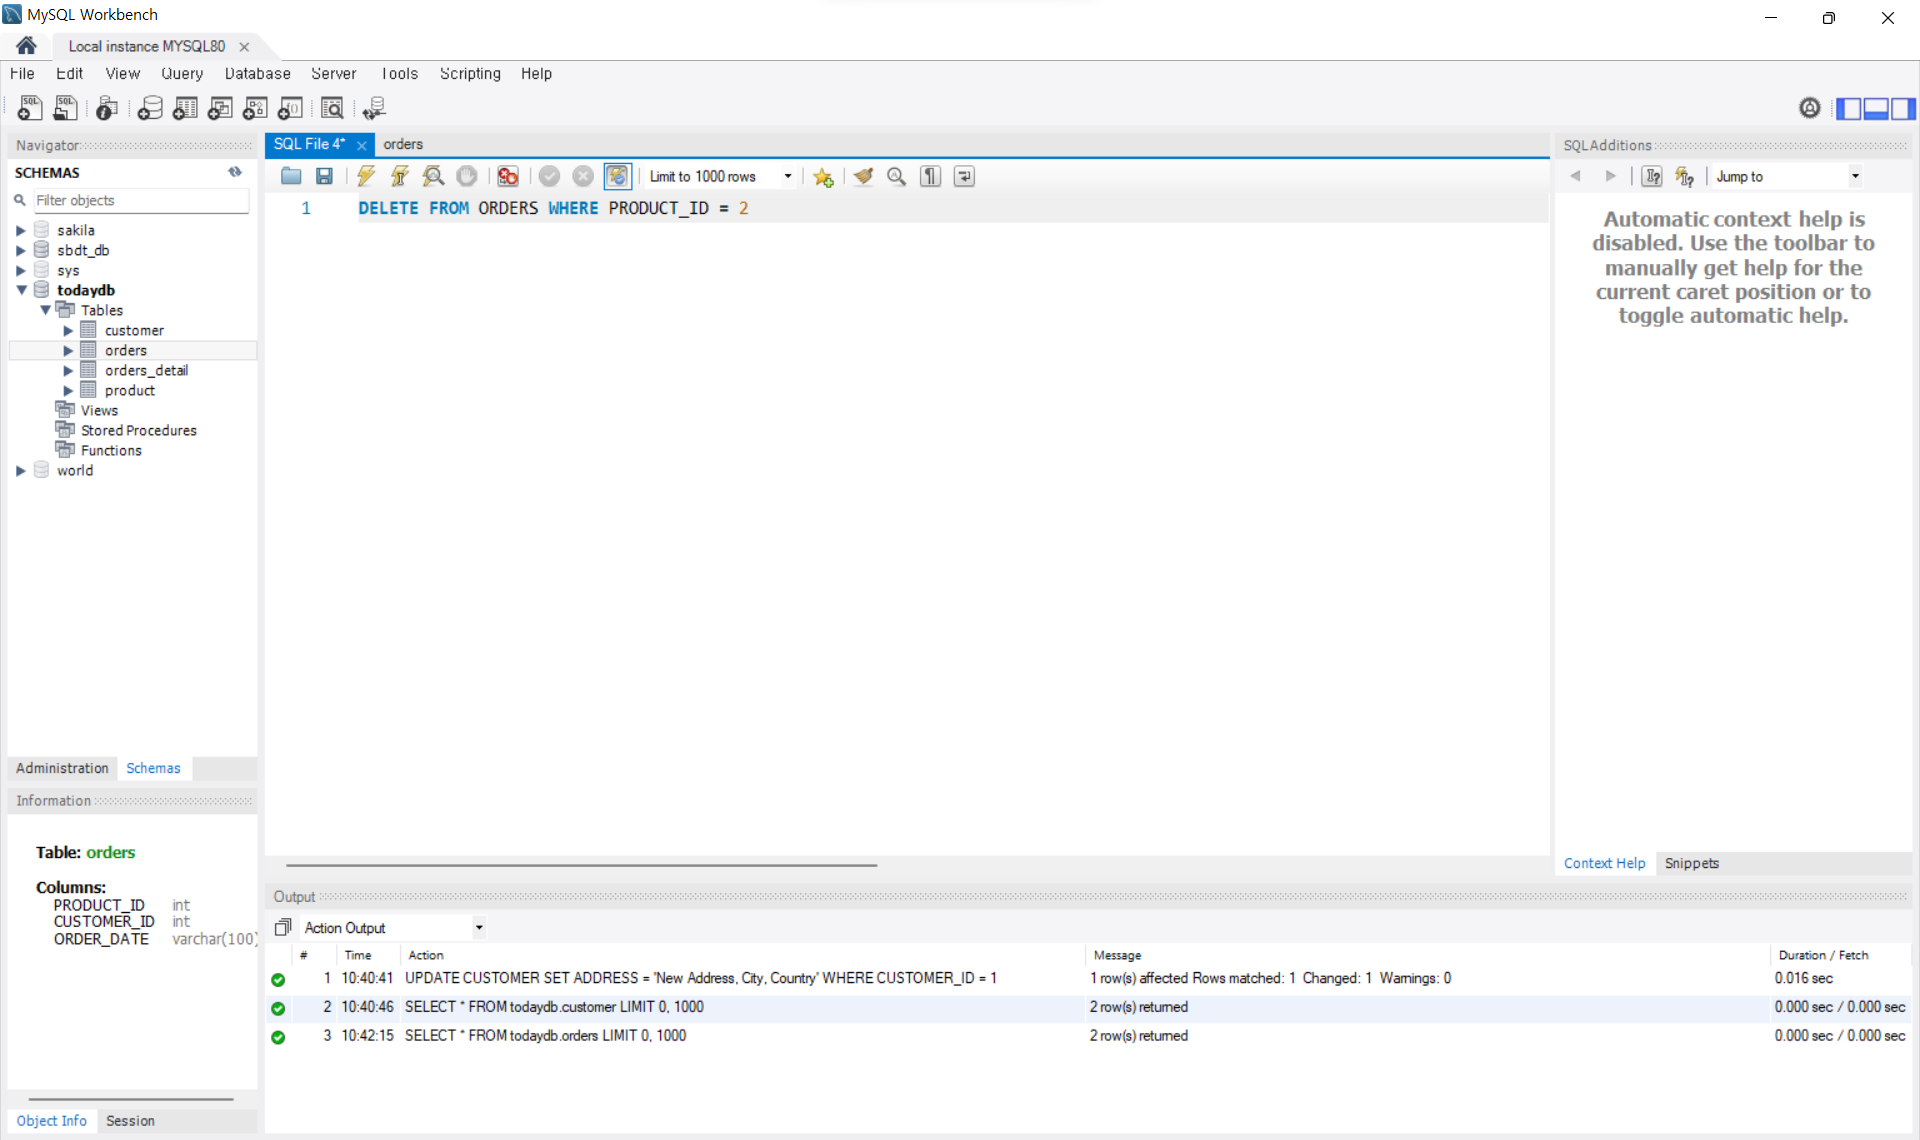 MySQL Workbench
Local instance MYSQL80
File Edit View Query Database Server Tools Scripting Help
Navigator
SCHEMAS
Filter objects
sakila
sbdt_db
sys
todaydb
Tables
customer
orders
orders_detail
product
Views
Stored Procedures
Functions
world
Administration Schemas
Information
Table: orders
Columns:
PRODUCT_ID int
CUSTOMER_ID int
ORDER_DATE varchar(100)
Object Info Session
SQL File 4* orders
Limit to 1000 rows
1 DELETE FROM ORDERS WHERE PRODUCT_ID = 2
SQLAdditions
Jump to
Automatic context help is
disabled. Use the toolbar to
manually get help for the
current caret position or to
toggle automatic help.
Context Help Snippets
Output
Action Output
# Time Action Message Duration / Fetch
1 10:40:41 UPDATE CUSTOMER SET ADDRESS = 'New Address, City, Country' WHERE CUSTOMER_ID = 1 1 row(s) affected Rows matched: 1 Changed: 1 Warnings: 0 0.016 sec
2 10:40:46 SELECT * FROM todaydb.customer LIMIT 0, 1000 2 row(s) returned 0.000 sec / 0.000 sec
3 10:42:15 SELECT * FROM todaydb.orders LIMIT 0, 1000 2 row(s) returned 0.000 sec / 0.000 sec